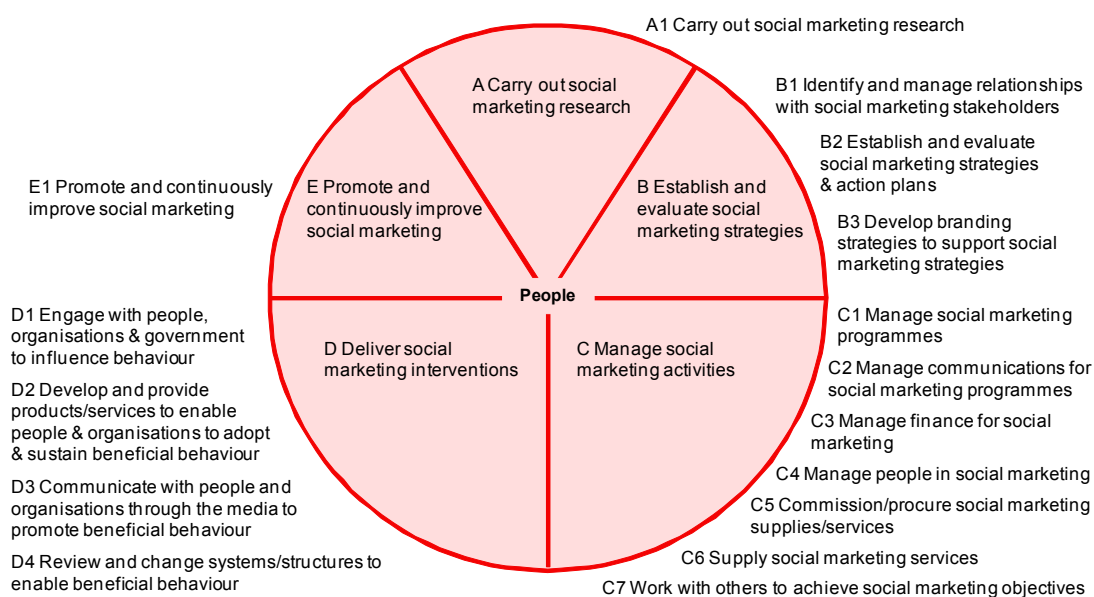 A1 Carry out social marketing research
A Carry out social
marketing research
B1 Identify and manage relationships
with social marketing stakeholders
B2 Establish and evaluate
social marketing strategies
& action plans
B3 Develop branding
strategies to support social
marketing strategies
B Establish and
evaluate social
marketing strategies
E1 Promote and continuously
improve social marketing
E Promote and
continuously improve
social marketing
People
D1 Engage with people,
organisations & government
to influence behaviour
D2 Develop and provide
products/services to enable
people & organisations to adopt
& sustain beneficial behaviour
D3 Communicate with people and
organisations through the media to
promote beneficial behaviour
D4 Review and change systems/structures to
enable beneficial behaviour
D Deliver social
marketing interventions
C Manage social
marketing activities
C1 Manage social marketing
programmes
C2 Manage communications for
social marketing programmes
C3 Manage finance for social
marketing
C4 Manage people in social marketing
C5 Commission/procure social marketing
supplies/services
C6 Supply social marketing services
C7 Work with others to achieve social marketing objectives